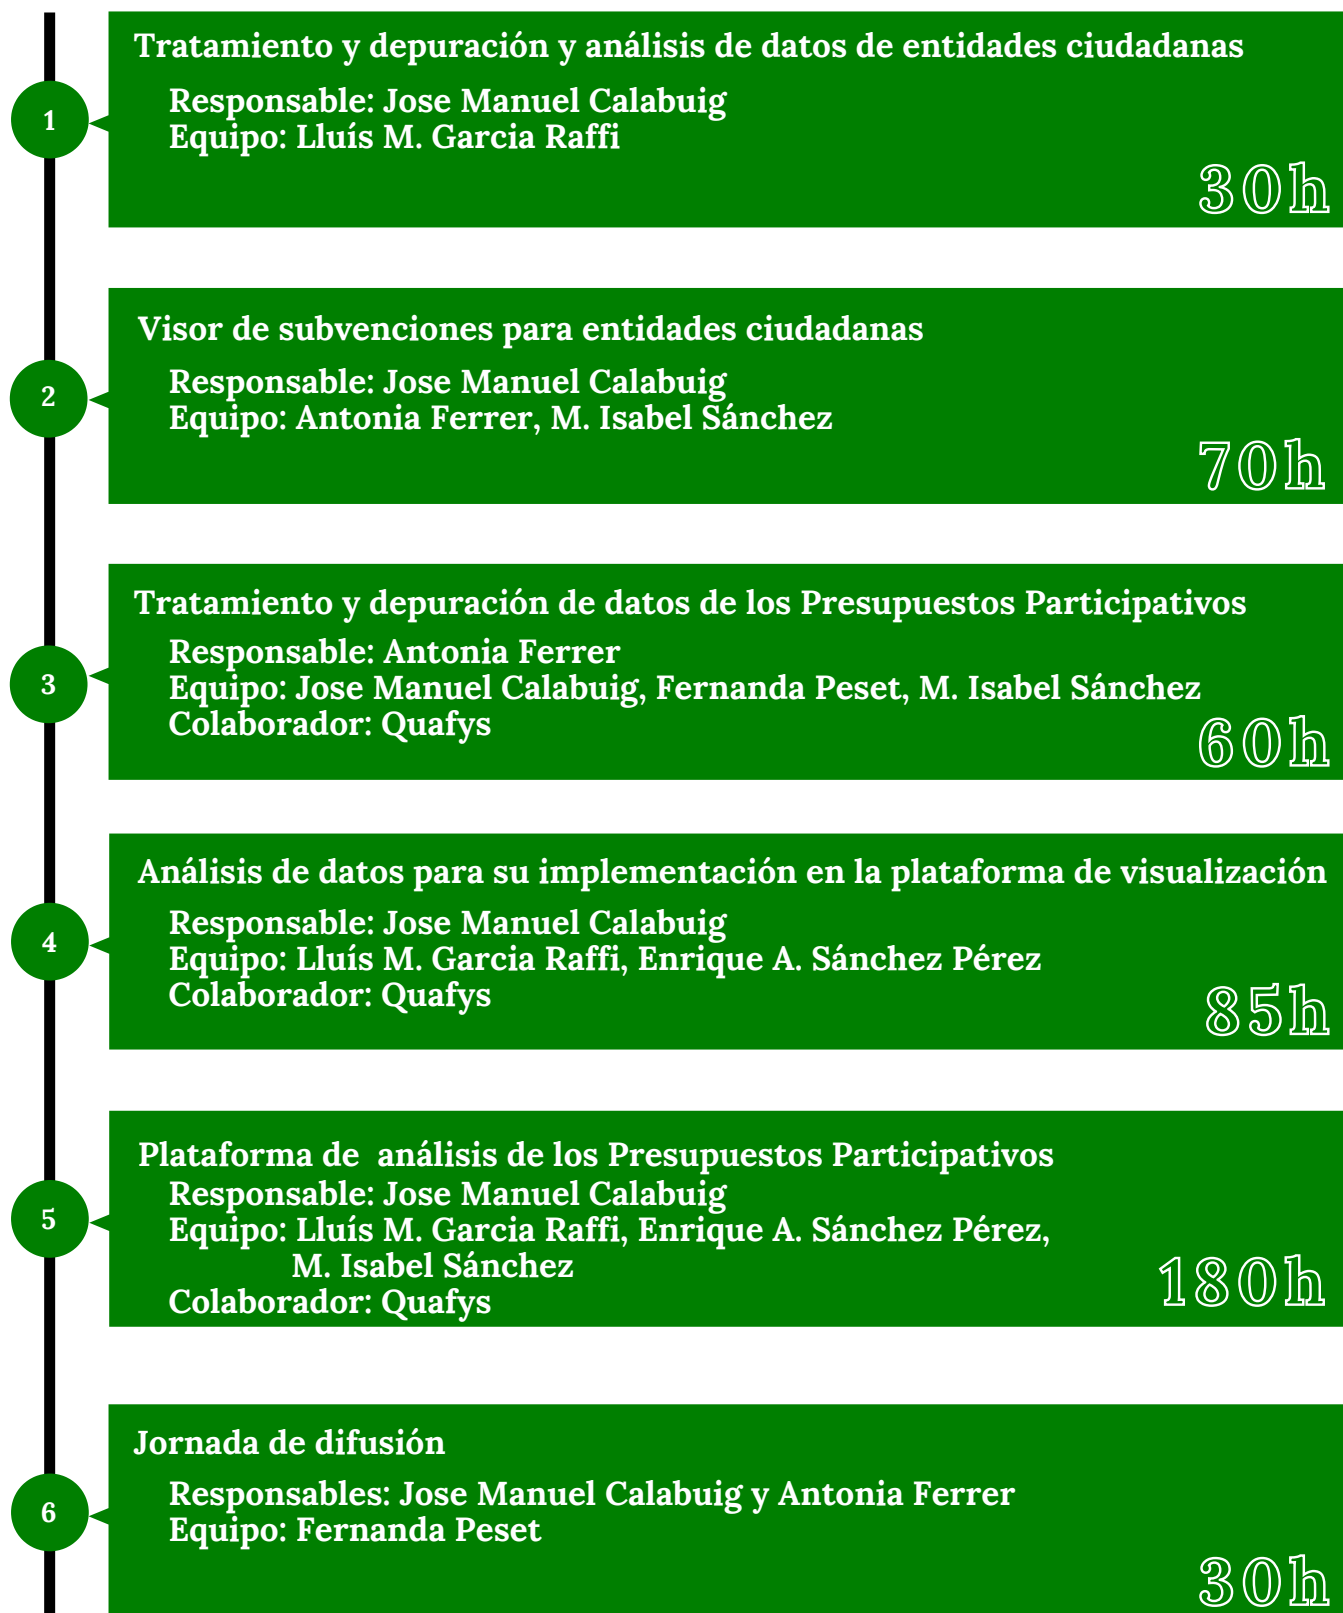 Tratamiento y depuración y análisis de datos de entidades ciudadanas
Responsable: Jose Manuel Calabuig
1
Equipo: Lluís M. Garcia Raffi
30h
Visor de subvenciones para entidades ciudadanas
Responsable: Jose Manuel Calabuig
2
Equipo: Antonia Ferrer, M. Isabel Sánchez
70h
Tratamiento y depuración de datos de los Presupuestos Participativos
Responsable: Antonia Ferrer
3
Equipo: Jose Manuel Calabuig, Fernanda Peset, M. Isabel Sánchez
Colaborador: Quafys
60h
Análisis de datos para su implementación en la plataforma de visualización
Responsable: Jose Manuel Calabuig
4
Equipo: Lluís M. Garcia Raffi, Enrique A. Sánchez Pérez
Colaborador: Quafys
85h
Plataforma de análisis de los Presupuestos Participativos
Responsable: Jose Manuel Calabuig
5
Equipo: Lluís M. Garcia Raffi, Enrique A. Sánchez Pérez,
M. Isabel Sánchez
Colaborador: Quafys
180h
Jornada de difusión
Responsables: Jose Manuel Calabuig y Antonia Ferrer
6
Equipo: Fernanda Peset
30h